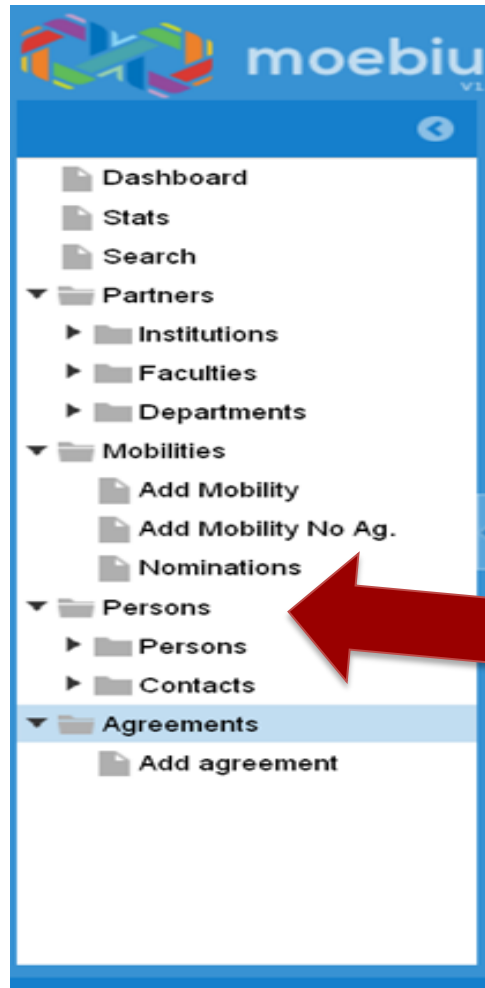 moebiu
V1
Dashboard
Stats
Search
Partners
Institutions
Faculties
Departments
Mobilities
Add Mobility
Add Mobility No Ag.
Nominations
Persons
Persons
Contacts
Agreements
Add agreement